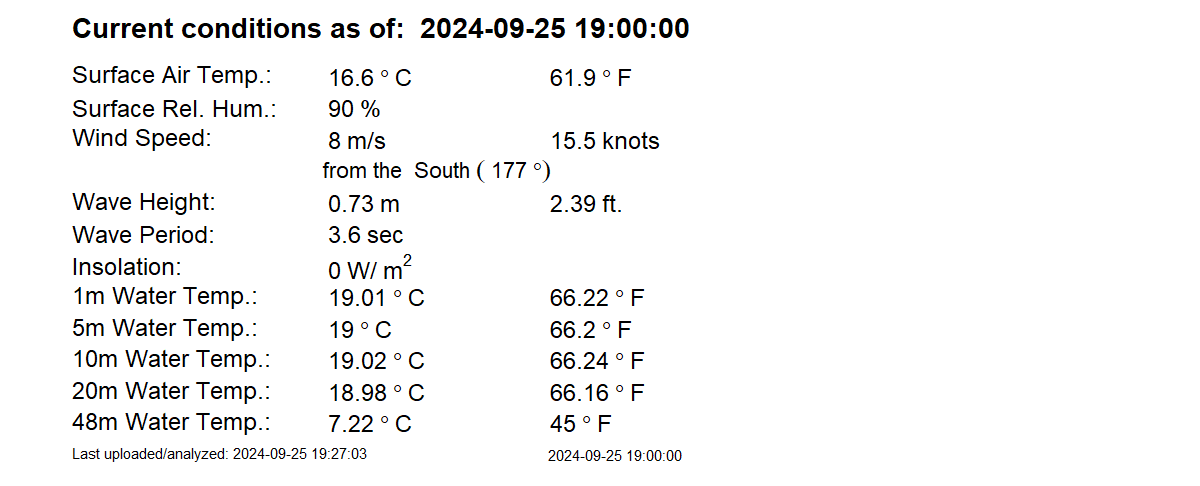 Current conditions as of: 2024-09-25 19:00:00
Surface Air Temp.: 16.6 ° C 61.9 ° F
Surface Rel. Hum.: 90 %
Wind Speed: 8 m/s 15.5 knots
from the South ( 177 °)
Wave Height: 0.73 m 2.39 ft.
Wave Period: 3.6 sec
Insolation: 0 W/ m²
1m Water Temp.: 19.01 ° C 66.22 ° F
5m Water Temp.: 19 ° C 66.2 ° F
10m Water Temp.: 19.02 ° C 66.24 ° F
20m Water Temp.: 18.98 ° C 66.16 ° F
48m Water Temp.: 7.22 ° C 45 ° F
Last uploaded/analyzed: 2024-09-25 19:27:03 2024-09-25 19:00:00